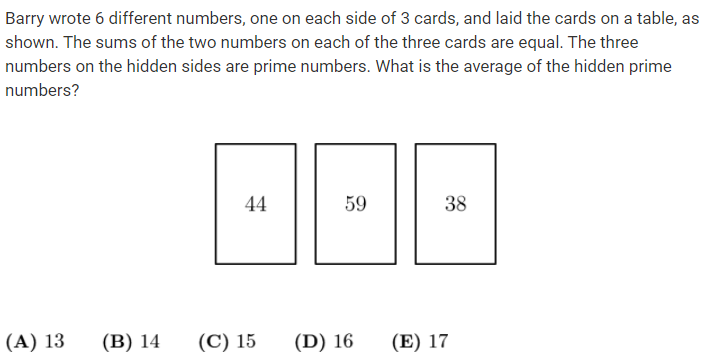 Barry wrote 6 different numbers, one on each side of 3 cards, and laid the cards on a table, as
shown. The sums of the two numbers on each of the three cards are equal. The three
numbers on the hidden sides are prime numbers. What is the average of the hidden prime
numbers?
44 59 38
(A) 13 (B) 14 (C) 15 (D) 16 (E) 17